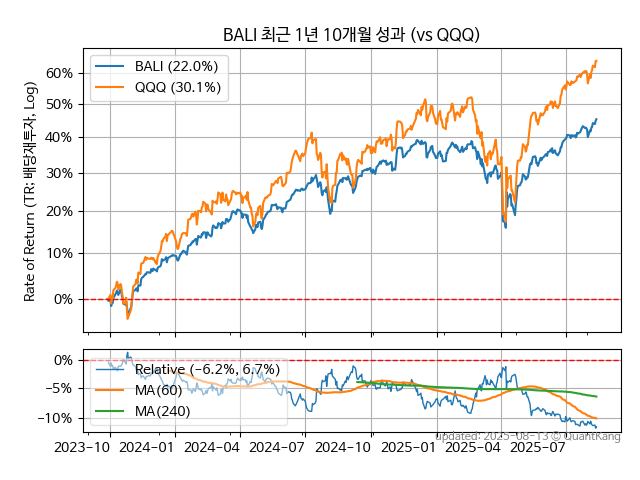 BALI 최근 1년 10개월 성과 (vs QQQ)
Rate of Return (TR: 배당재투자, Log)
BALI (22.0%)
QQQ (30.1%)
60%
50%
40%
30%
20%
10%
0%
Relative (−6.2%, 6.7%)
MA(60)
MA(240)
0%
−5%
−10%
2023-10 2024-01 2024-04 2024-07 2024-10 2025-01 2025-04 2025-07
updated: 2025-08-13 © QuantKang